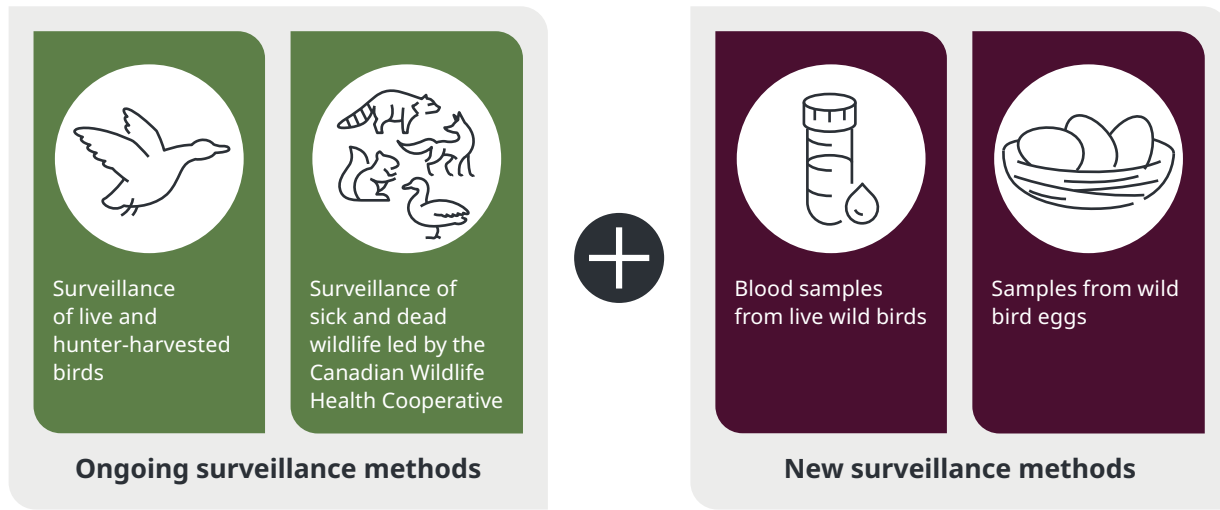 Surveillance
of live and
hunter-harvested
birds
Surveillance of
sick and dead
wildlife led by the
Canadian Wildlife
Health Cooperative
Ongoing surveillance methods
Blood samples
from live wild birds
Samples from wild
bird eggs
New surveillance methods